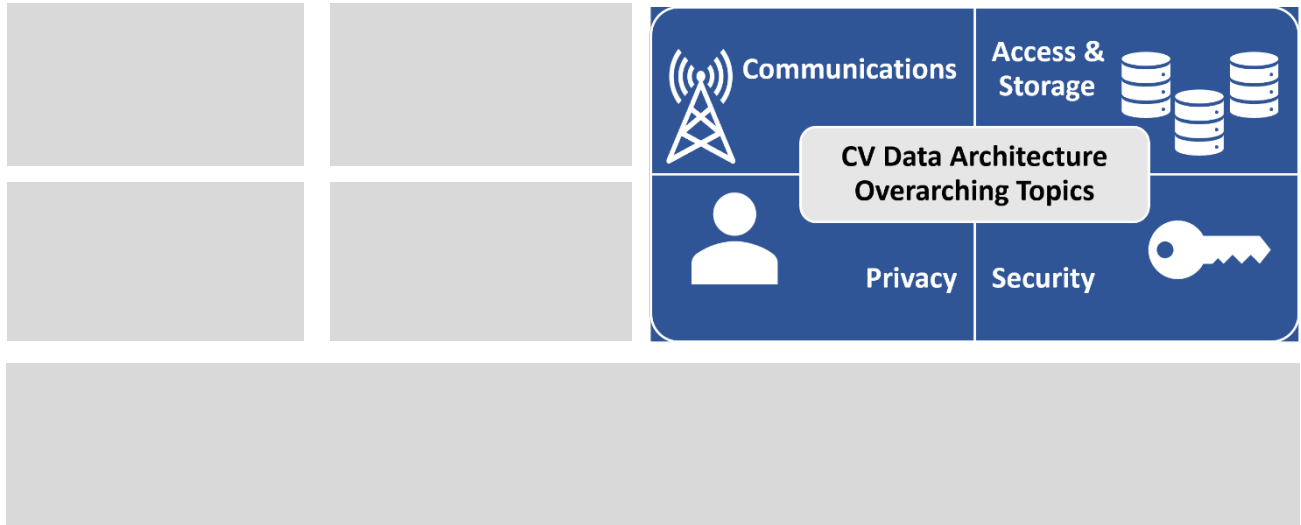 Communications
Access &
Storage
CV Data Architecture
Overarching Topics
Privacy
Security